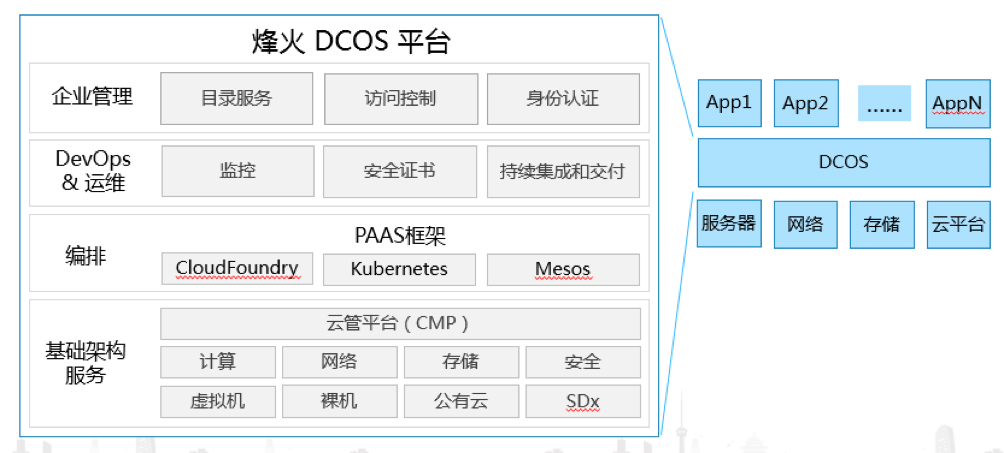 烽火 DCOS 平台
企业管理
目录服务
访问控制
身份认证
DevOps
& 运维
监控
安全证书
持续集成和交付
编排
PAAS框架
CloudFoundry
Kubernetes
Mesos
基础架构
服务
云管平台（CMP）
计算
网络
存储
安全
虚拟机
裸机
公有云
SDx
App1
App2
......
AppN
DCOS
服务器
网络
存储
云平台